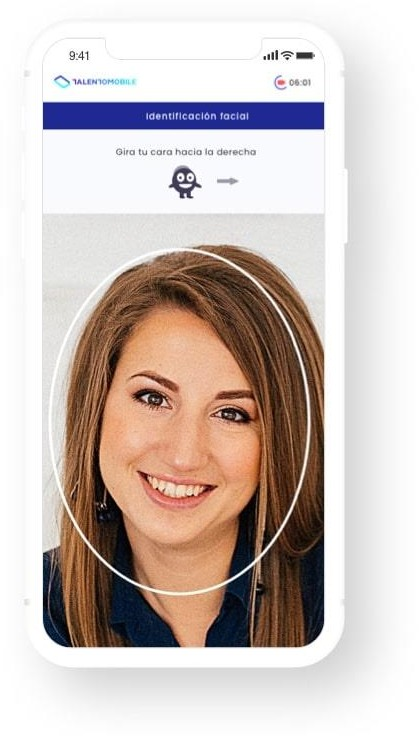 9:41
TALENTOMOBILE
06:01
Identificación facial
Gira tu cara hacia la derecha